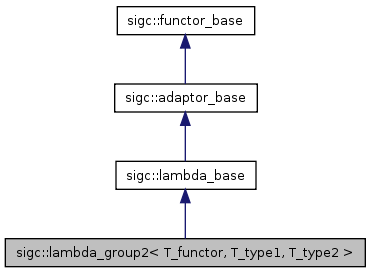 sigc::functor_base
sigc::adaptor_base
sigc::lambda_base
sigc::lambda_group2< T_functor, T_type1, T_type2 >